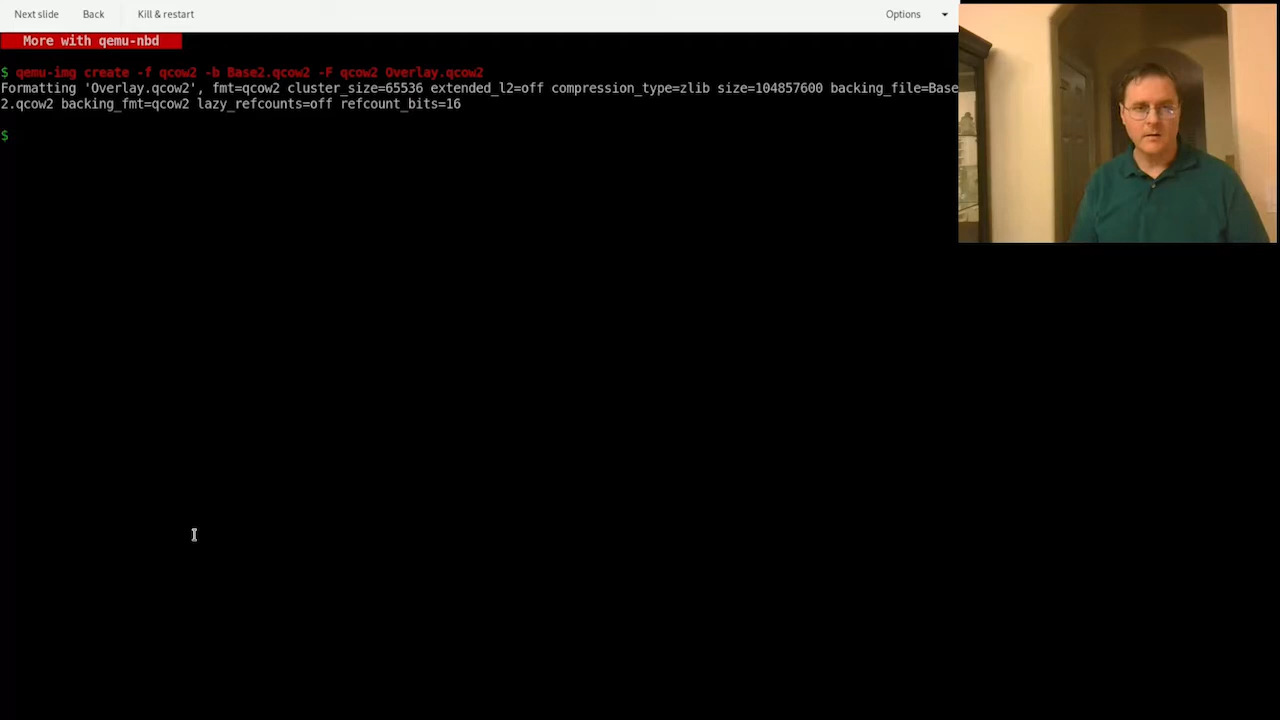 Next slide Back Kill & restart Options
More with qemu-nbd
$ qemu-img create -f qcow2 -b Base2.qcow2 -F qcow2 Overlay.qcow2
Formatting 'Overlay.qcow2', fmt=qcow2 cluster_size=65536 extended_l2=off compression_type=zlib size=104857600 backing_file=Base
2.qcow2 backing_fmt=qcow2 lazy_refcounts=off refcount_bits=16
$